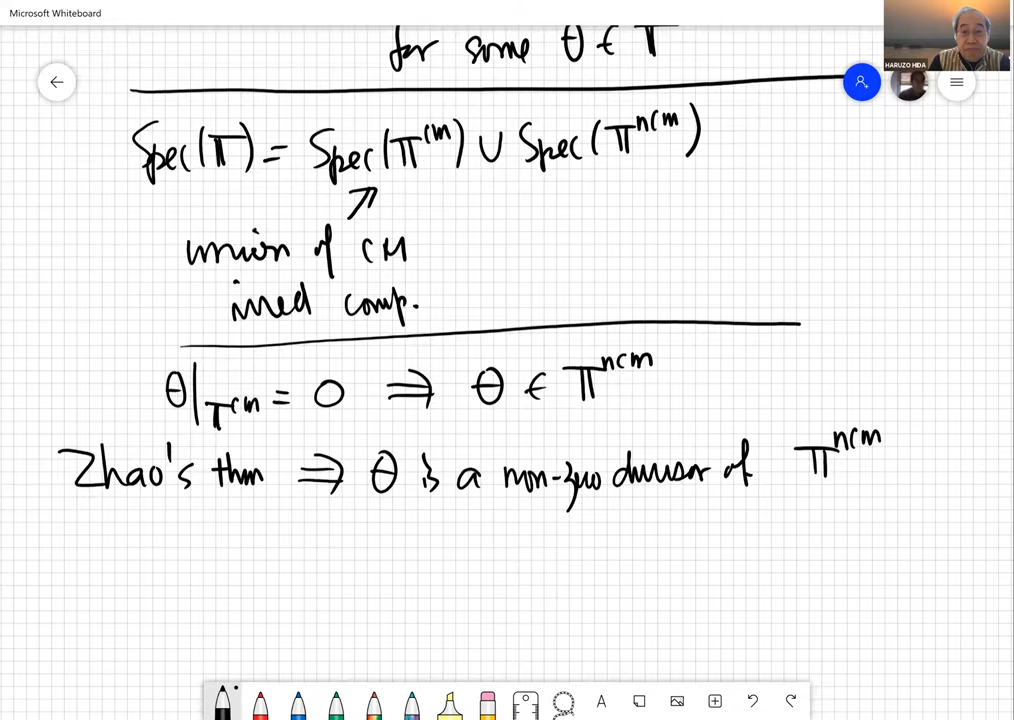 Microsoft Whiteboard
for some θ ∈ T
HARUZO HIDA
Spec(𝕋) = Spec(𝕋^cm) ∪ Spec(𝕋^ncm)
union of CM
irred comp.
θ|_𝕋^cm = 0 ⇒ θ ∈ 𝕋^ncm
Zhao's thm ⇒ θ is a non-zero divisor of 𝕋^ncm
A